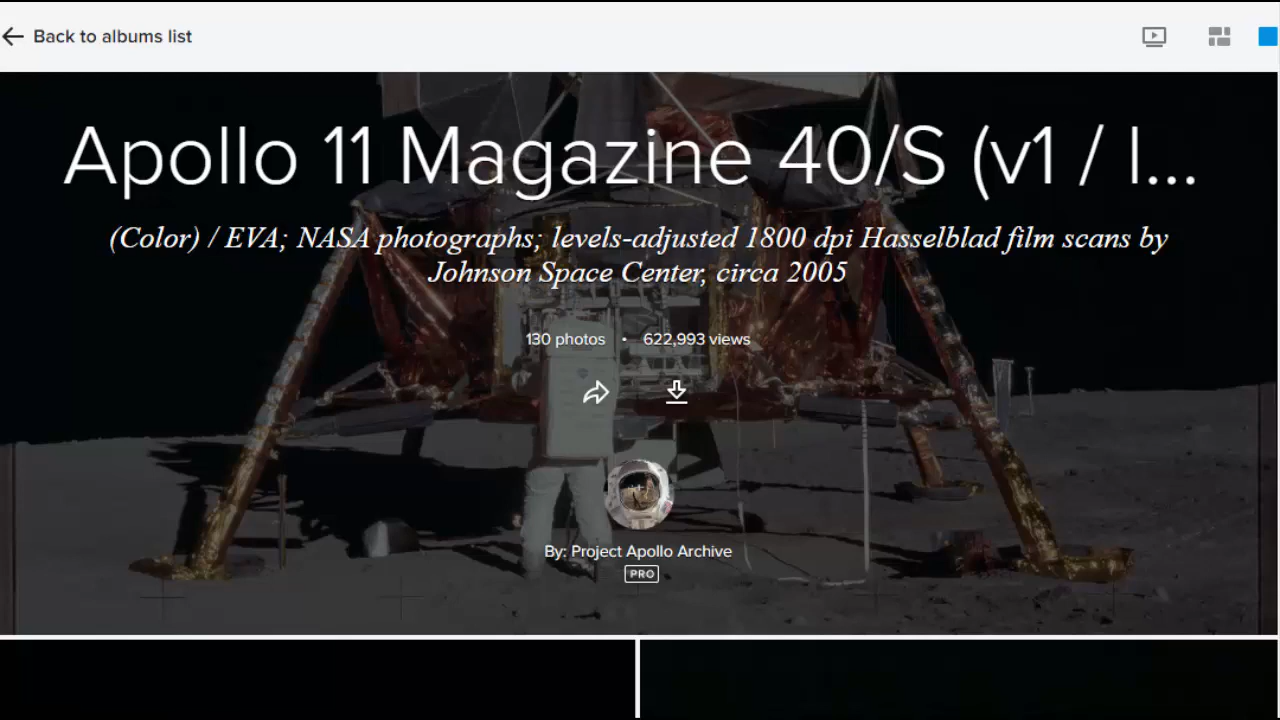 Back to albums list
Apollo 11 Magazine 40/S (v1 / l...
(Color) / EVA; NASA photographs; levels-adjusted 1800 dpi Hasselblad film scans by
Johnson Space Center, circa 2005
130 photos • 622,993 views
By: Project Apollo Archive
PRO